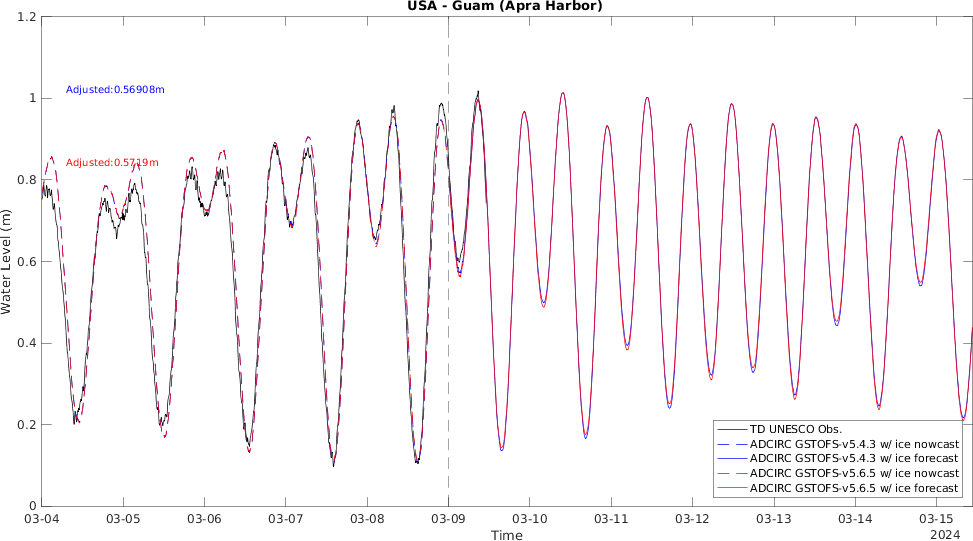 USA - Guam (Apra Harbor)
1.2
1
0.8
0.6
0.4
0.2
0
Water Level (m)
Adjusted:0.56908m
Adjusted:0.5719m
TD UNESCO Obs.
ADCIRC GSTOFS-v5.4.3 w/ ice nowcast
ADCIRC GSTOFS-v5.4.3 w/ ice forecast
ADCIRC GSTOFS-v5.6.5 w/ ice nowcast
ADCIRC GSTOFS-v5.6.5 w/ ice forecast
03-04 03-05 03-06 03-07 03-08 03-09 03-10 03-11 03-12 03-13 03-14 03-15
2024
Time